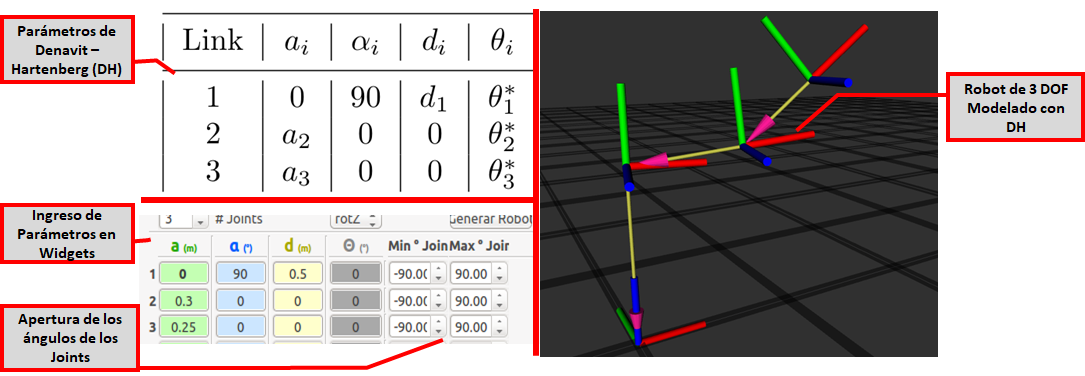 Parámetros de
Denavit –
Hartenberg (DH)
Link a_i α_i d_i θ_i
1 0 90 d_1 θ_1^*
2 a_2 0 0 θ_2^*
3 a_3 0 0 θ_3^*
Robot de 3 DOF
Modelado con
DH
Ingreso de
Parámetros en
Widgets
3 # Joints rotZ Generar Robot
a (m) α (°) d (m) Θ (°) Min ° Join Max ° Join
1 0 90 0.5 0 -90.00 90.00
2 0.3 0 0 0 -90.00 90.00
3 0.25 0 0 0 -90.00 90.00
Apertura de los
ángulos de los
Joints